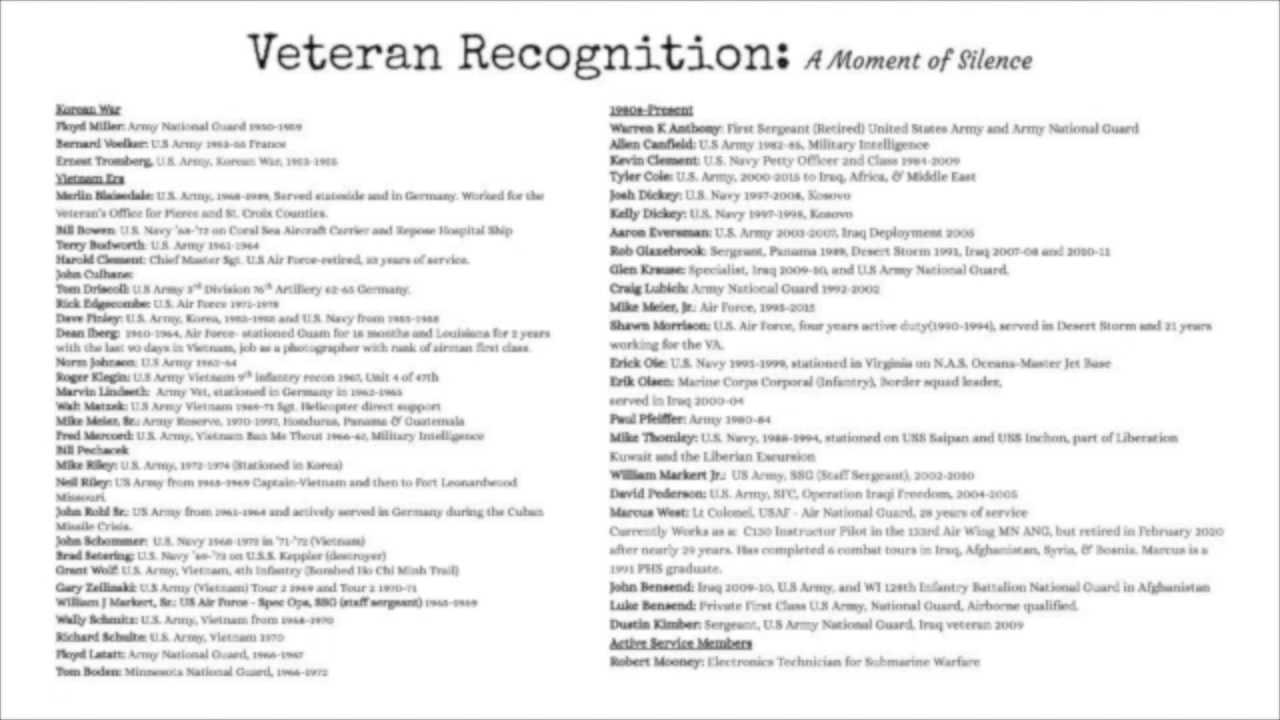 Veteran Recognition: A Moment of Silence
Korean War
Floyd Miller: Army National Guard 1950-1959
Bernard Voelker: U.S Army 1953-55 France
Ernest Tromberg, U.S. Army, Korean War, 1953-1955
Vietnam Era
Merlin Blaisedale: U.S. Army, 1968-1989, Served stateside and in Germany. Worked for the
Veteran's Office for Pierce and St. Croix Counties.
Bill Bowen: U.S. Navy '68-'72 on Coral Sea Aircraft Carrier and Repose Hospital Ship
Terry Budworth: U.S. Army 1961-1964
Harold Clement: Chief Master Sgt. U.S Air Force-retired, 23 years of service.
John Culhane:
Tom Driscoll: U.S Army 3rd Division 76th Artillery 62-65 Germany.
Rick Edgecombe: U.S. Air Force 1971-1978
Dave Finley: U.S. Army, Korea, and U.S. Navy from
Dean Iberg: 1960-1964, Air Force- stationed Guam for 18 months and Louisiana for 2 years
with the last 90 days in Vietnam, job as a photographer with rank of airman first class.
Norm Johnson: U.S Army 1962-64
Roger Klegin: U.S Army Vietnam 9th infantry recon 1967, Unit 4 of 47th
Marvin Lindseth: Army Vet, stationed in Germany in 1962-1965
Walt Matzek: U.S Army Vietnam 1969-71 Sgt. Helicopter direct support
Mike Meier, Sr.: Army Reserve, 1970-1997, Honduras, Panama & Guatemala
Fred Mercord: U.S. Army, Vietnam Ban Me Thout 1966-67, Military Intelligence
Bill Pechacek
Mike Riley: U.S. Army, 1972-1974 (Stationed in Korea)
Neil Riley: US Army from 1965-1969 Captain-Vietnam and then to Fort Leonardwood
Missouri.
John Rohl Sr.: US Army from 1961-1964 and actively served in Germany during the Cuban
Missile Crisis.
John Schommer: U.S. Navy 1968-1972 in '71-'72 (Vietnam)
Brad Setering: U.S. Navy '69-'73 on U.S.S. Keppler (destroyer)
Grant Wolf: U.S. Army, Vietnam, 4th Infantry (Bombed Ho Chi Minh Trail)
Gary Zeilinski: U.S Army (Vietnam) Tour 2 1969 and Tour 2 1970-71
William J Markert, Sr.: US Air Force - Spec Ops, SSG (staff sergeant) 1965-1969
Wally Schmitz: U.S. Army, Vietnam from 1968-1970
Richard Schulte: U.S. Army, Vietnam 1970
Floyd Latatt: Army National Guard, 1966-1967
Tom Boden: Minnesota National Guard, 1966-1972
1980s-Present
Warren K Anthony: First Sergeant (Retired) United States Army and Army National Guard
Allen Canfield: U.S Army 1982-85, Military Intelligence
Kevin Clement: U.S. Navy Petty Officer 2nd Class 1984-2009
Tyler Cole: U.S. Army, 2000-2015 to Iraq, Africa, & Middle East
Josh Dickey: U.S. Navy 1997-2008, Kosovo
Kelly Dickey: U.S. Navy 1997-1998, Kosovo
Aaron Eversman: U.S. Army 2003-2007, Iraq Deployment 2005
Rob Glazebrook: Sergeant, Panama 1989, Desert Storm 1991, Iraq 2007-08 and 2010-11
Glen Krause: Specialist, Iraq 2009-10, and U.S Army National Guard.
Craig Lubich: Army National Guard 1992-2002
Mike Meier, Jr.: Air Force, 1995-2015
Shawn Morrison: U.S. Air Force, four years active duty(1990-1994), served in Desert Storm and 21 years
working for the VA.
Erick Ole: U.S. Navy 1995-1999, stationed in Virginia on N.A.S. Oceana-Master Jet Base
Erik Olsen: Marine Corps Corporal (Infantry), Border squad leader,
served in Iraq 2000-04
Paul Pfeiffer: Army 1980-84
Mike Thomley: U.S. Navy, 1988-1994, stationed on USS Saipan and USS Inchon, part of Liberation
Kuwait and the Liberian Excursion
William Markert Jr.: US Army, SSG (Staff Sergeant), 2002-2010
David Pederson: U.S. Army, SFC, Operation Iraqi Freedom, 2004-2005
Marcus West: Lt Colonel, USAF - Air National Guard, 28 years of service
Currently Works as a: C130 Instructor Pilot in the 133rd Air Wing MN ANG, but retired in February 2020
after nearly 29 years. Has completed 6 combat tours in Iraq, Afghanistan, Syria, & Bosnia. Marcus is a
1991 PHS graduate.
John Bensend: Iraq 2009-10, U.S. Army, and WI 128th Infantry Battalion National Guard in Afghanistan
Luke Bensend: Private First Class U.S Army, National Guard, Airborne qualified.
Dustin Kimber: Sergeant, U.S Army National Guard, Iraq veteran 2009
Active Service Members
Robert Mooney: Electronics Technician for Submarine Warfare